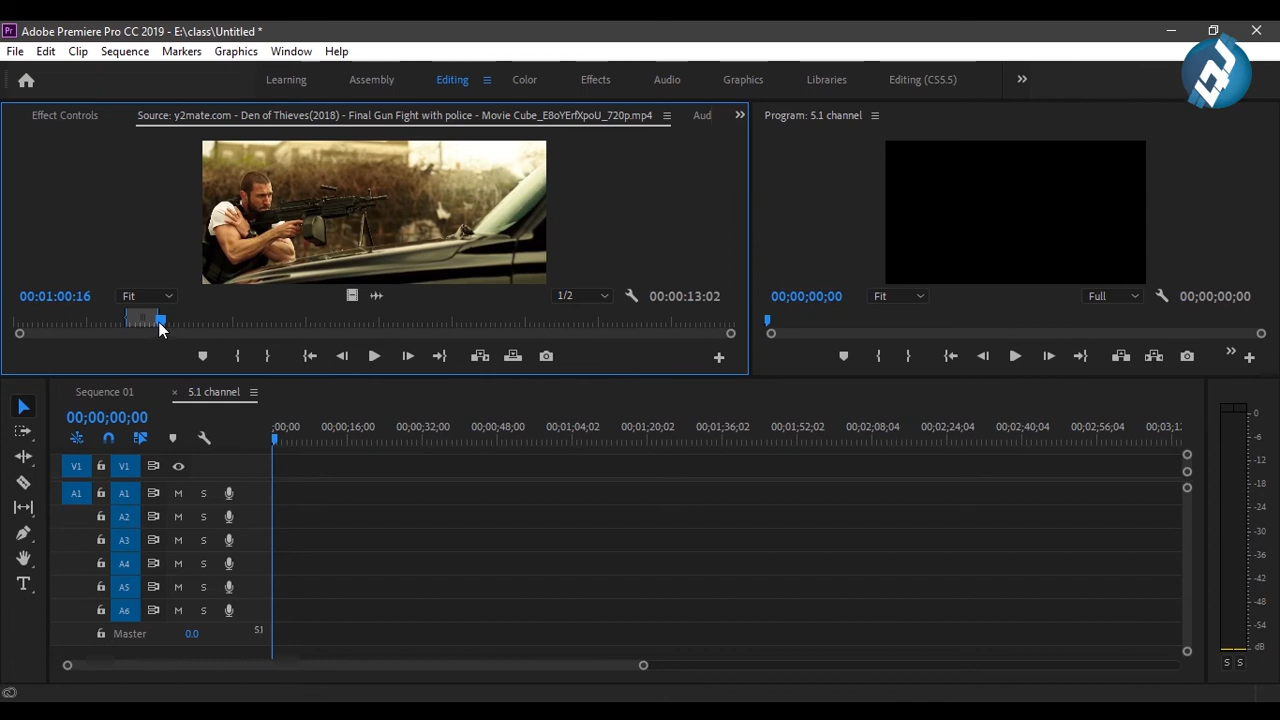 Pr Adobe Premiere Pro CC 2019 - E:\class\Untitled *
File Edit Clip Sequence Markers Graphics Window Help
Learning Assembly Editing Color Effects Audio Graphics Libraries Editing (CS5.5)
Effect Controls Source: y2mate.com - Den of Thieves(2018) - Final Gun Fight with police - Movie Cube_E8oYErfXpoU_720p.mp4 Aud Program: 5.1 channel
00:01:00:16 Fit 1/2 00:00:13:02 00;00;00;00 Fit Full 00;00;00;00
Sequence 01 × 5.1 channel
00;00;00;00
;00;00 00;00;16;00 00;00;32;00 00;00;48;00 00;01;04;02 00;01;20;02 00;01;36;02 00;01;52;02 00;02;08;04 00;02;24;04 00;02;40;04 00;02;56;04 00;03;12
V1 V1
A1 A1 M S
A2 M S
A3 M S
A4 M S
A5 M S
A6 M S
Master 0.0 5.1
0
-6
-12
-18
-24
-30
-36
-42
-48
-54
dB
S S